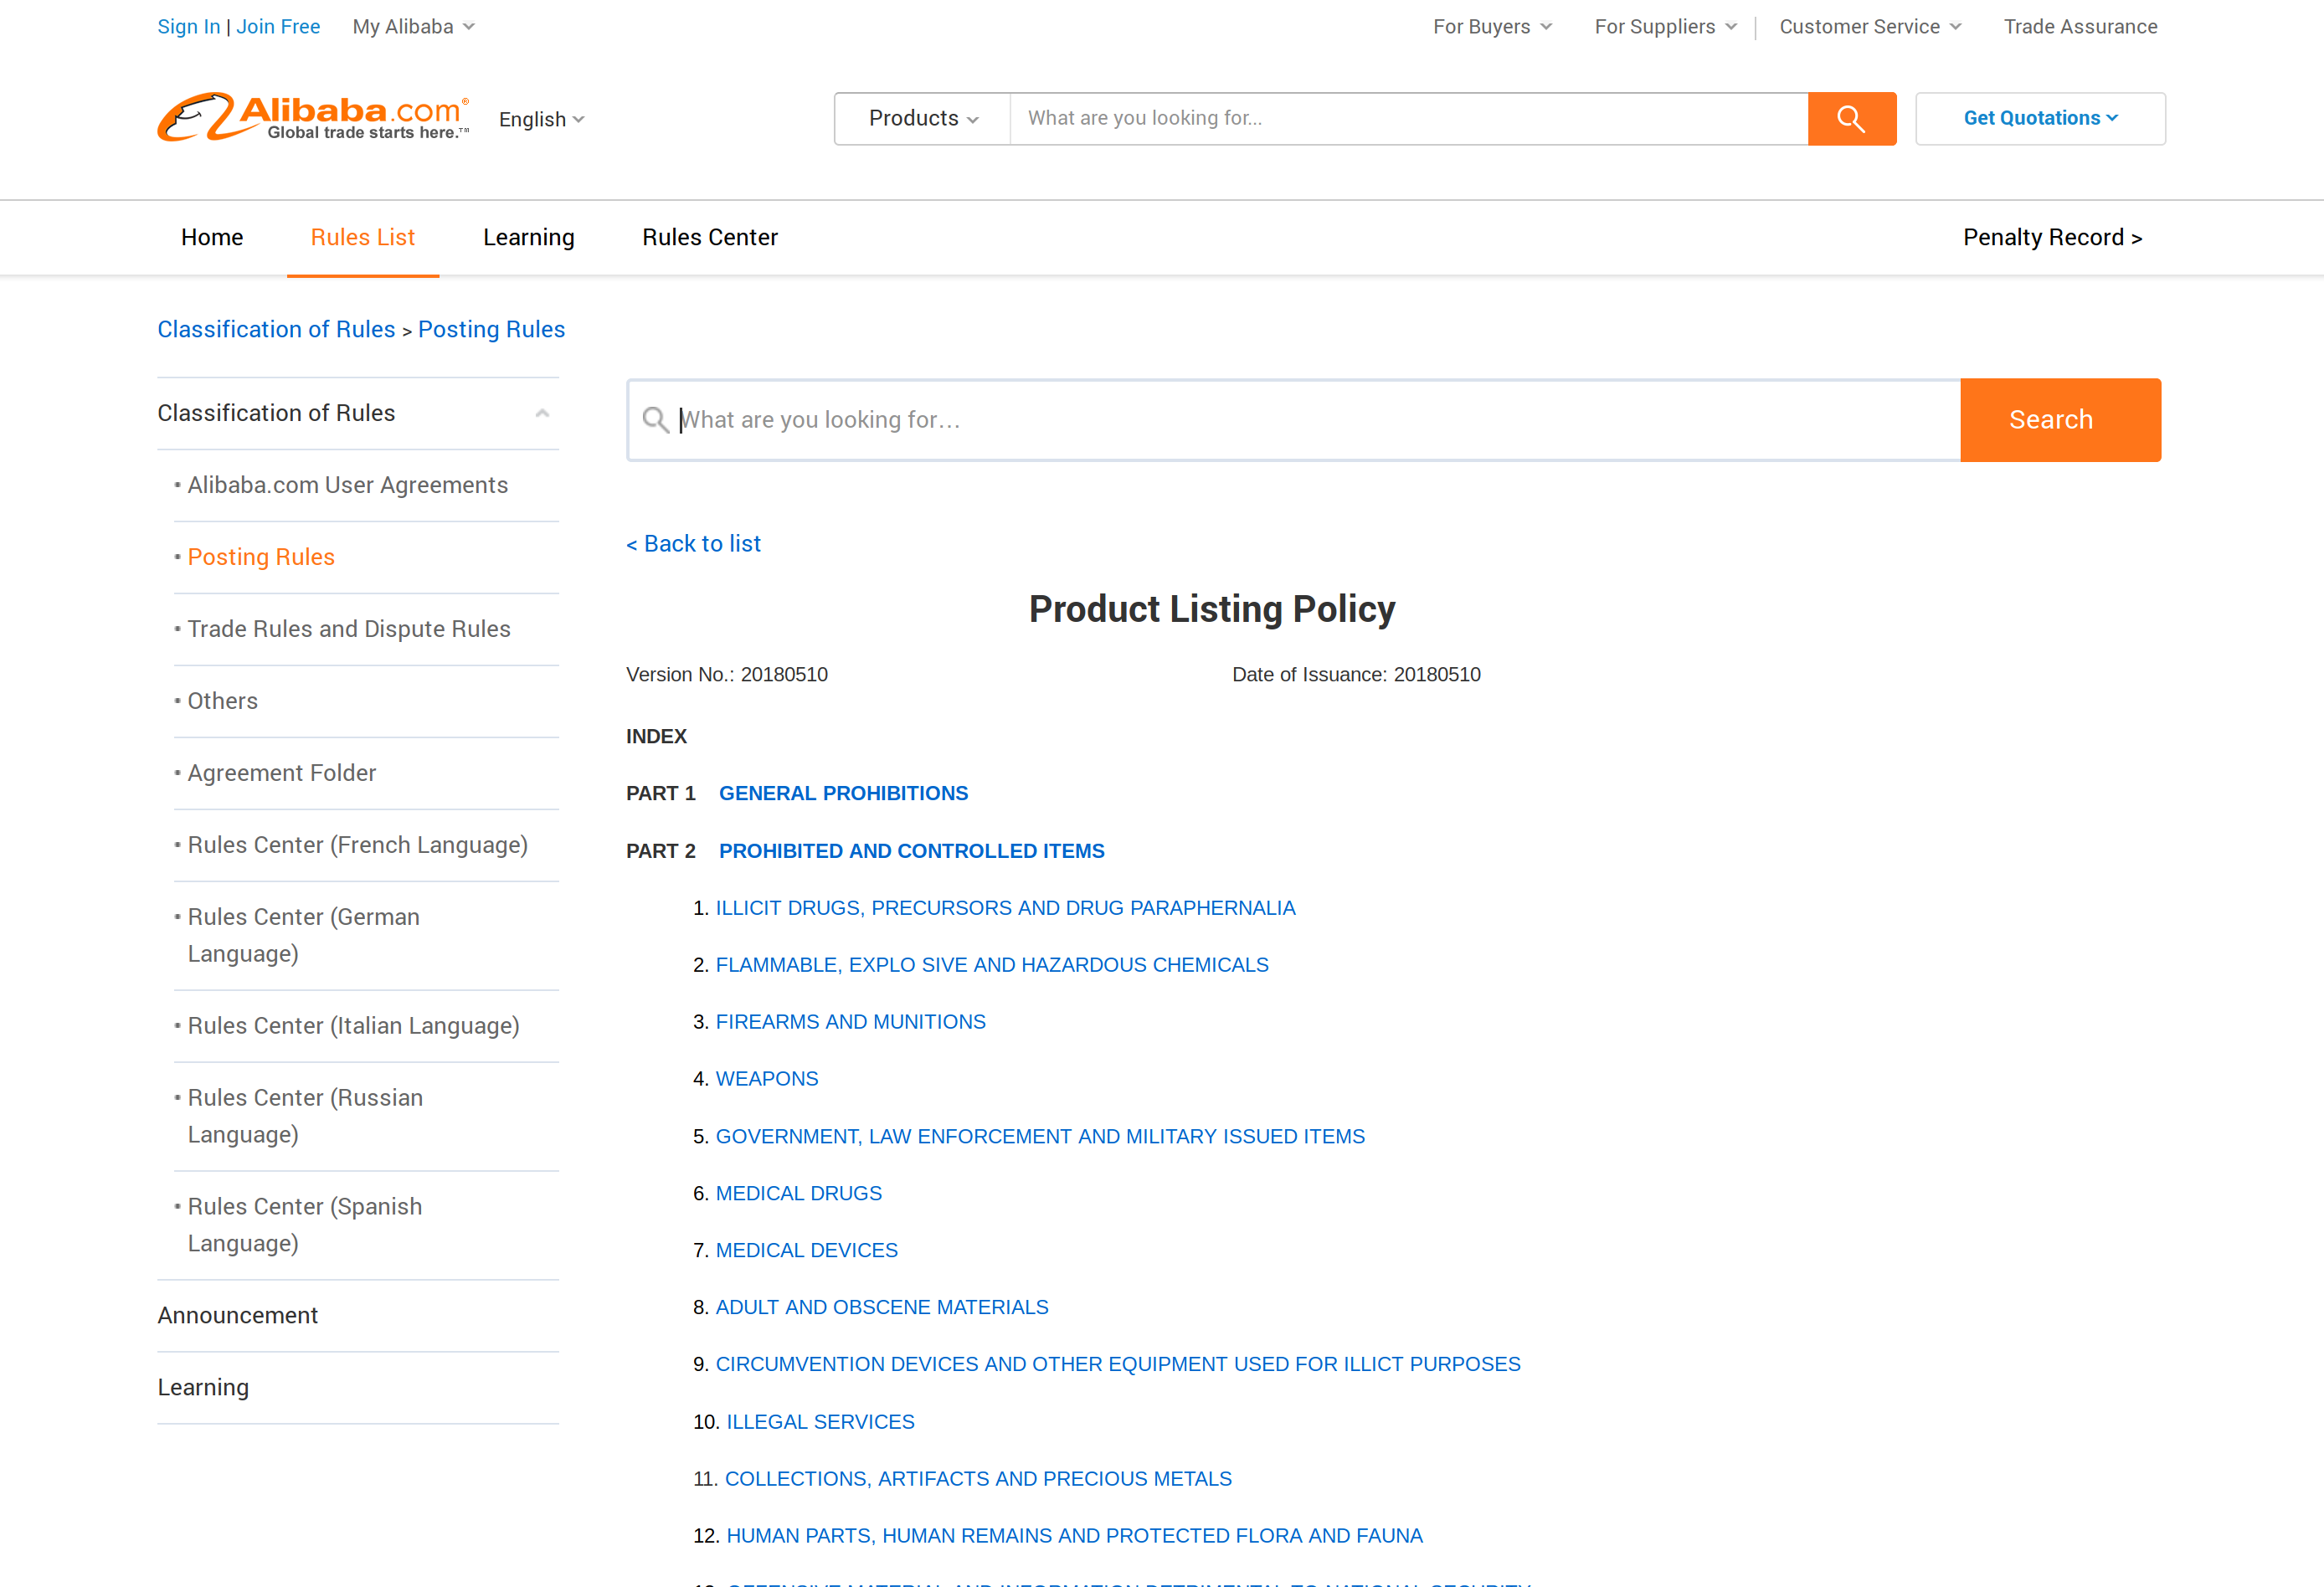 Sign In | Join Free My Alibaba For Buyers For Suppliers Customer Service Trade Assurance
Alibaba.com®
Global trade starts here.™
English
Products What are you looking for... Get Quotations
Home Rules List Learning Rules Center Penalty Record >
Classification of Rules > Posting Rules
Classification of Rules
• Alibaba.com User Agreements
• Posting Rules
• Trade Rules and Dispute Rules
• Others
• Agreement Folder
• Rules Center (French Language)
• Rules Center (German
Language)
• Rules Center (Italian Language)
• Rules Center (Russian
Language)
• Rules Center (Spanish
Language)
Announcement
Learning
What are you looking for... Search
< Back to list
Product Listing Policy
Version No.: 20180510 Date of Issuance: 20180510
INDEX
PART 1 GENERAL PROHIBITIONS
PART 2 PROHIBITED AND CONTROLLED ITEMS
1. ILLICIT DRUGS, PRECURSORS AND DRUG PARAPHERNALIA
2. FLAMMABLE, EXPLO SIVE AND HAZARDOUS CHEMICALS
3. FIREARMS AND MUNITIONS
4. WEAPONS
5. GOVERNMENT, LAW ENFORCEMENT AND MILITARY ISSUED ITEMS
6. MEDICAL DRUGS
7. MEDICAL DEVICES
8. ADULT AND OBSCENE MATERIALS
9. CIRCUMVENTION DEVICES AND OTHER EQUIPMENT USED FOR ILLICT PURPOSES
10. ILLEGAL SERVICES
11. COLLECTIONS, ARTIFACTS AND PRECIOUS METALS
12. HUMAN PARTS, HUMAN REMAINS AND PROTECTED FLORA AND FAUNA